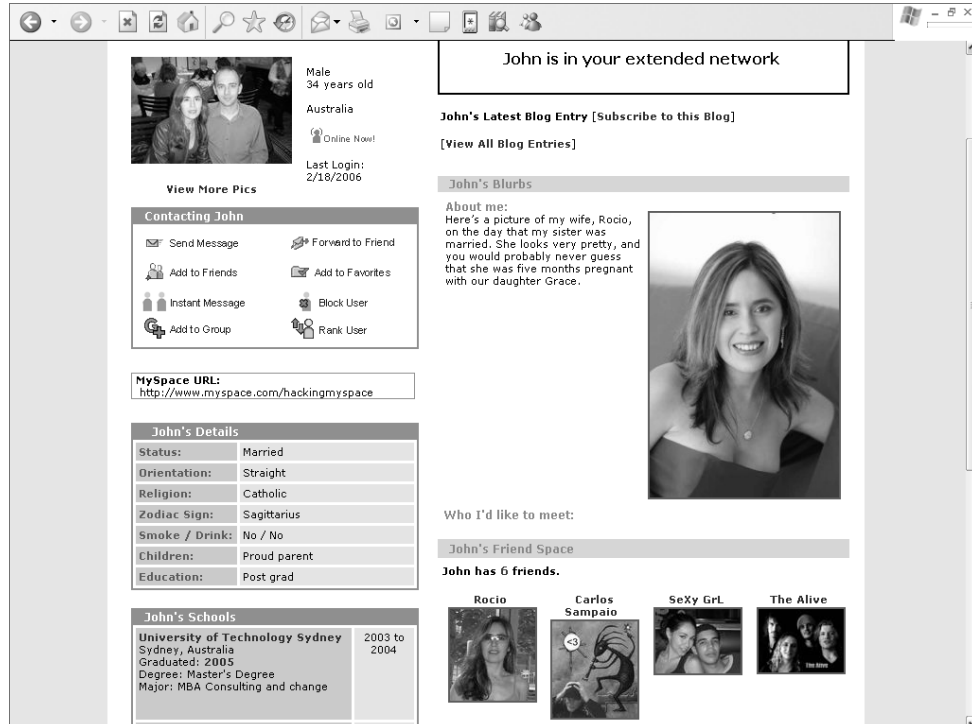 John is in your extended network
Male
34 years old
Australia
Online Now!
Last Login:
2/18/2006
View More Pics
Contacting John
Send Message
Forward to Friend
Add to Friends
Add to Favorites
Instant Message
Block User
Add to Group
Rank User
MySpace URL:
http://www.myspace.com/hackingmyspace
John's Details
Status: Married
Orientation: Straight
Religion: Catholic
Zodiac Sign: Sagittarius
Smoke / Drink: No / No
Children: Proud parent
Education: Post grad
John's Schools
University of Technology Sydney 2003 to
Sydney, Australia 2004
Graduated: 2005
Degree: Master's Degree
Major: MBA Consulting and change
John's Latest Blog Entry [Subscribe to this Blog]
[View All Blog Entries]
John's Blurbs
About me:
Here's a picture of my wife, Rocio,
on the day that my sister was
married. She looks very pretty, and
you would probably never guess
that she was five months pregnant
with our daughter Grace.
Who I'd like to meet:
John's Friend Space
John has 6 friends.
Rocio
Carlos
Sampaio
SeXy GrL
The Alive
<3
The Alive